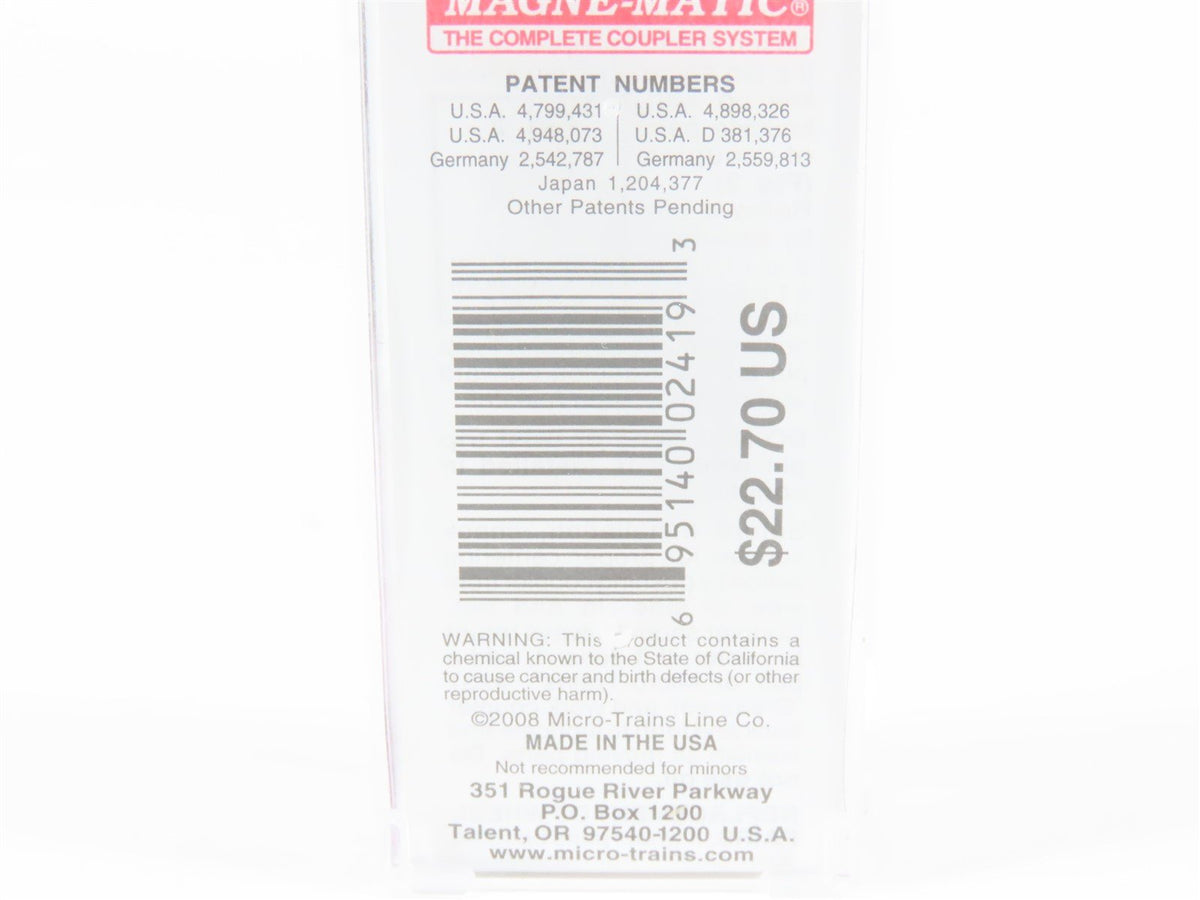 MAGNE-MATIC®
THE COMPLETE COUPLER SYSTEM
PATENT NUMBERS
U.S.A. 4,799,431 U.S.A. 4,898,326
U.S.A. 4,948,073 U.S.A. D 381,376
Germany 2,542,787 Germany 2,559,813
Japan 1,204,377
Other Patents Pending
6 95140 02419 3
$22.70 US
WARNING: This contains a
chemical known to the State of California
to cause cancer and birth defects (or other
reproductive harm).
©2008 Micro-Trains Line Co.
MADE IN THE USA
Not recommended for minors
351 Rogue River Parkway
P.O. Box 1200
Talent, OR 97540-1200 U.S.A.
www.micro-trains.com